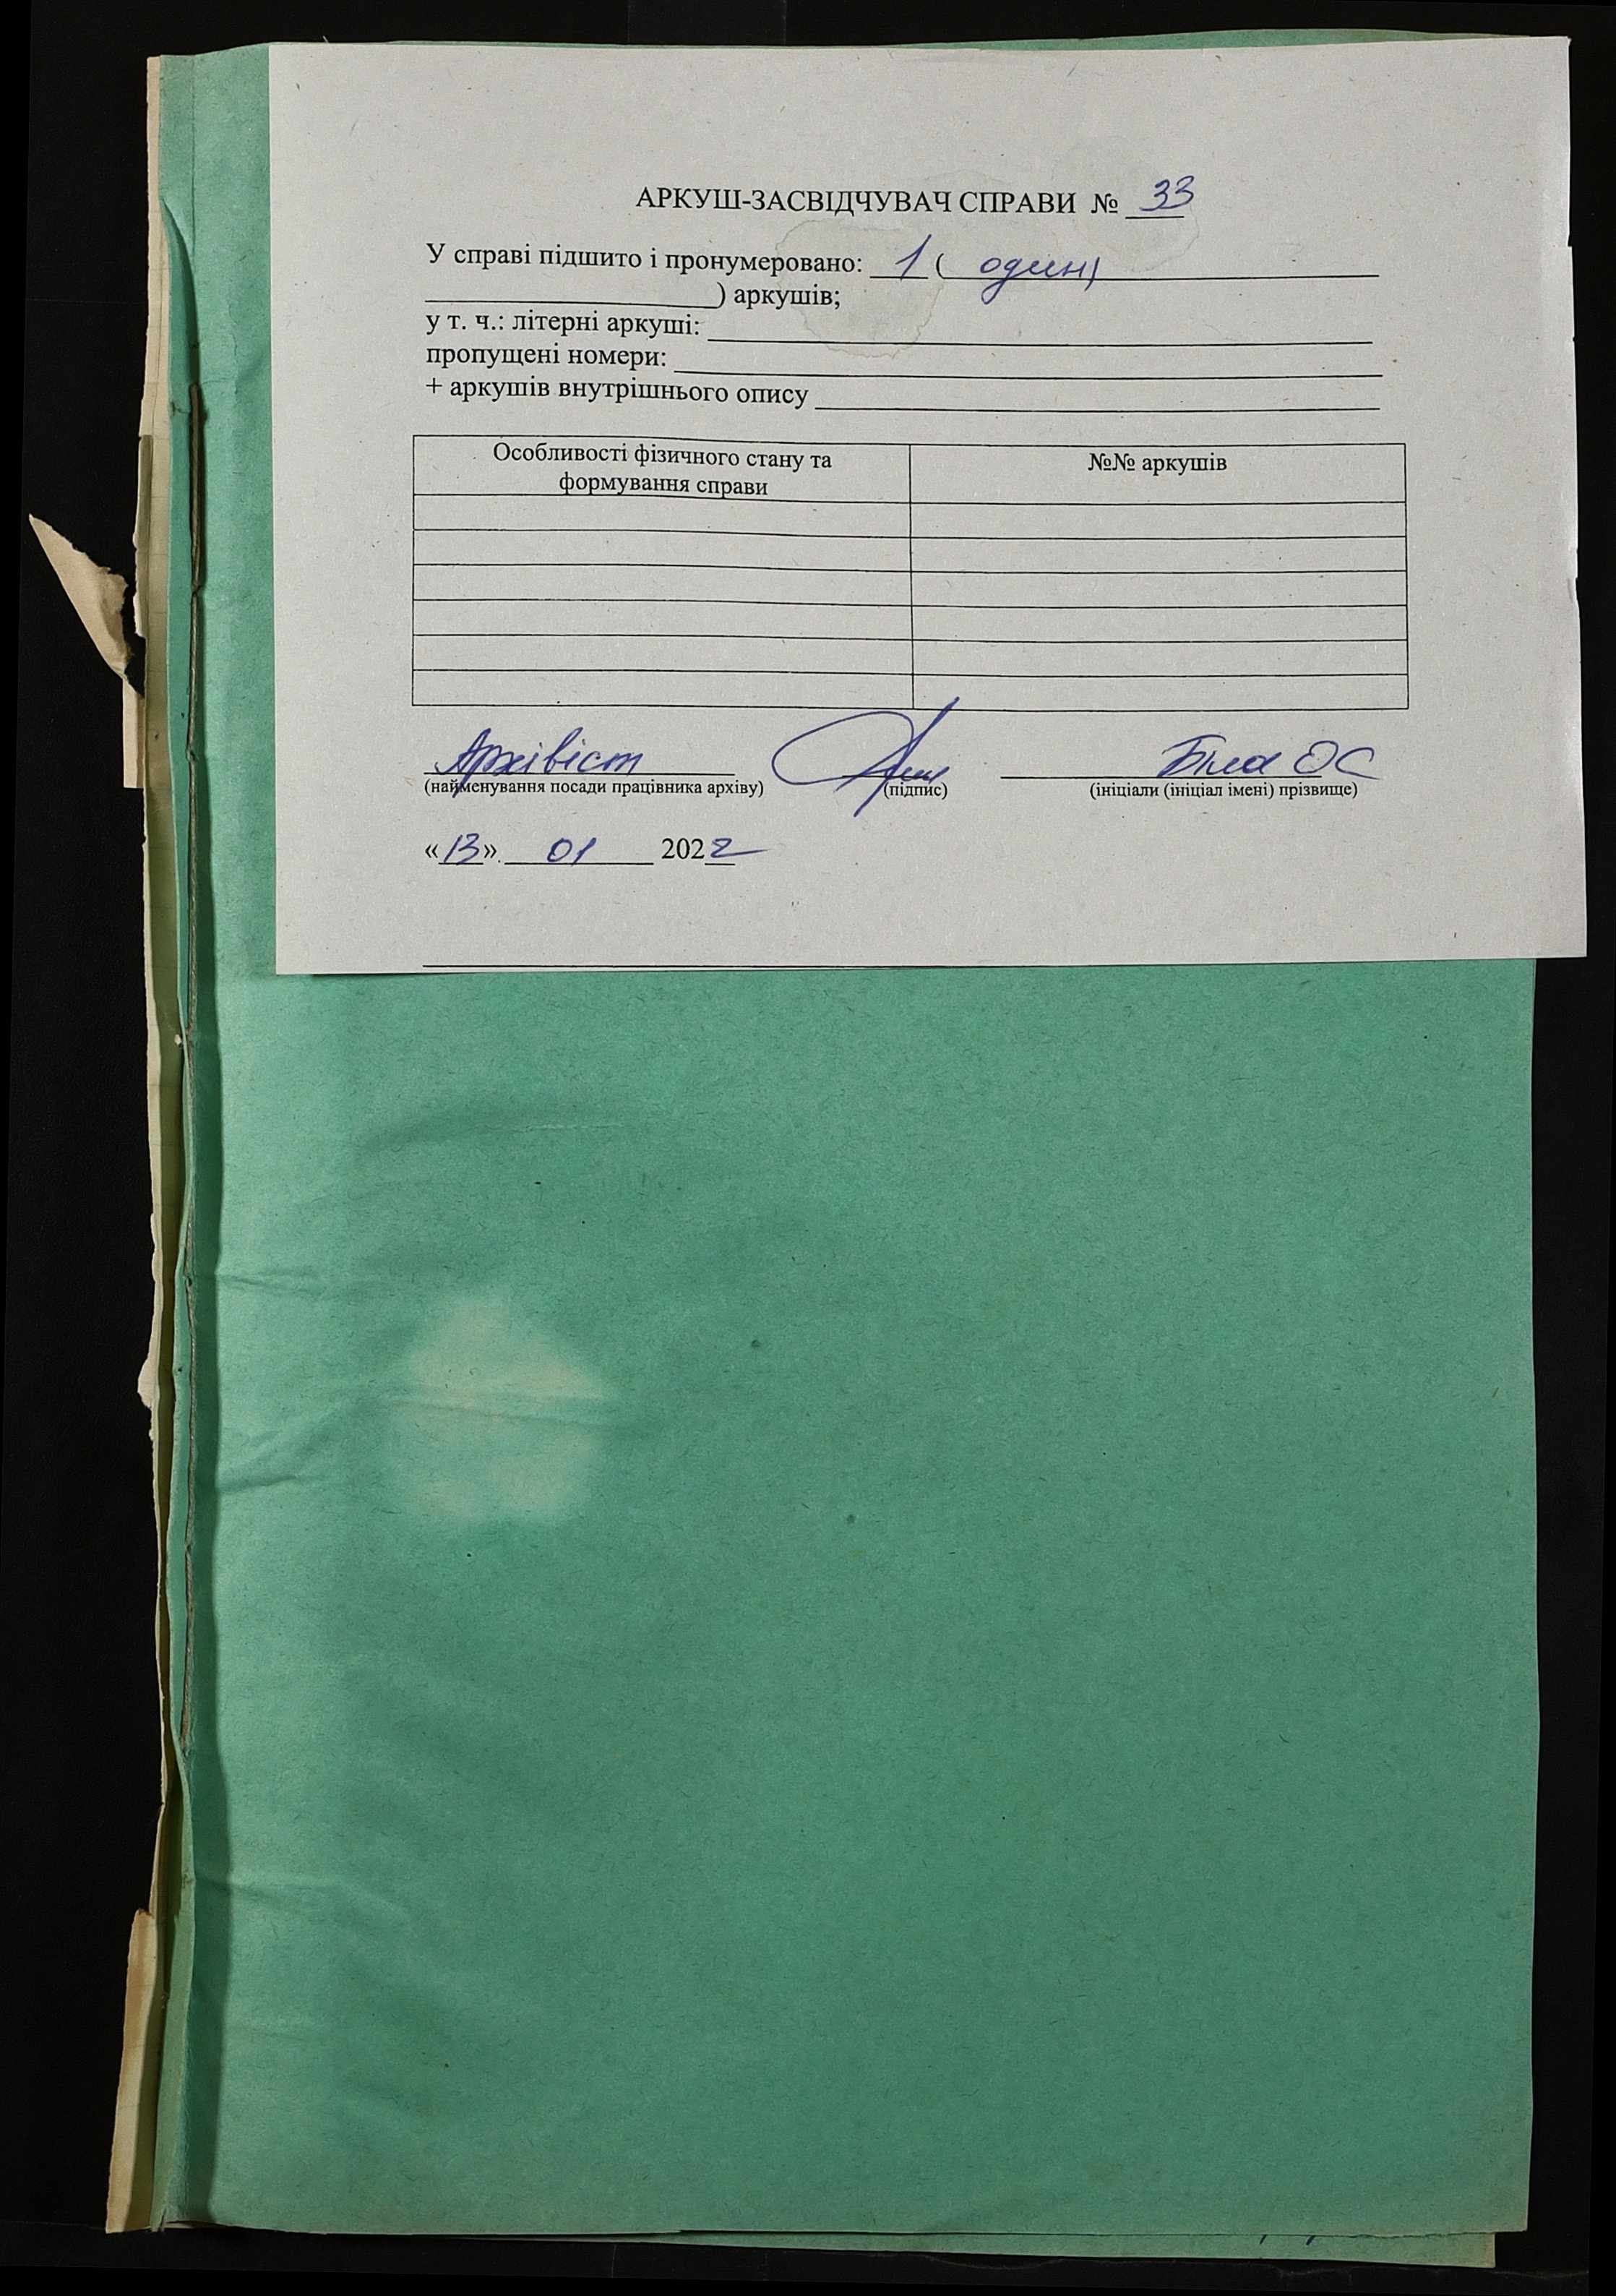 АРКУШ-ЗАСВІДЧУВАЧ СПРАВИ № 33
У справі підшито і пронумеровано: 1 ( один)
) аркушів;
у т. ч.: літерні аркуші:
пропущені номери:
+ аркушів внутрішнього опису
Особливості фізичного стану та формування справи
№№ аркушів
Архівіст Біла ОС
(найменування посади працівника архіву) (підпис) (ініціали (ініціал імені) прізвище)
«13». 01 2022